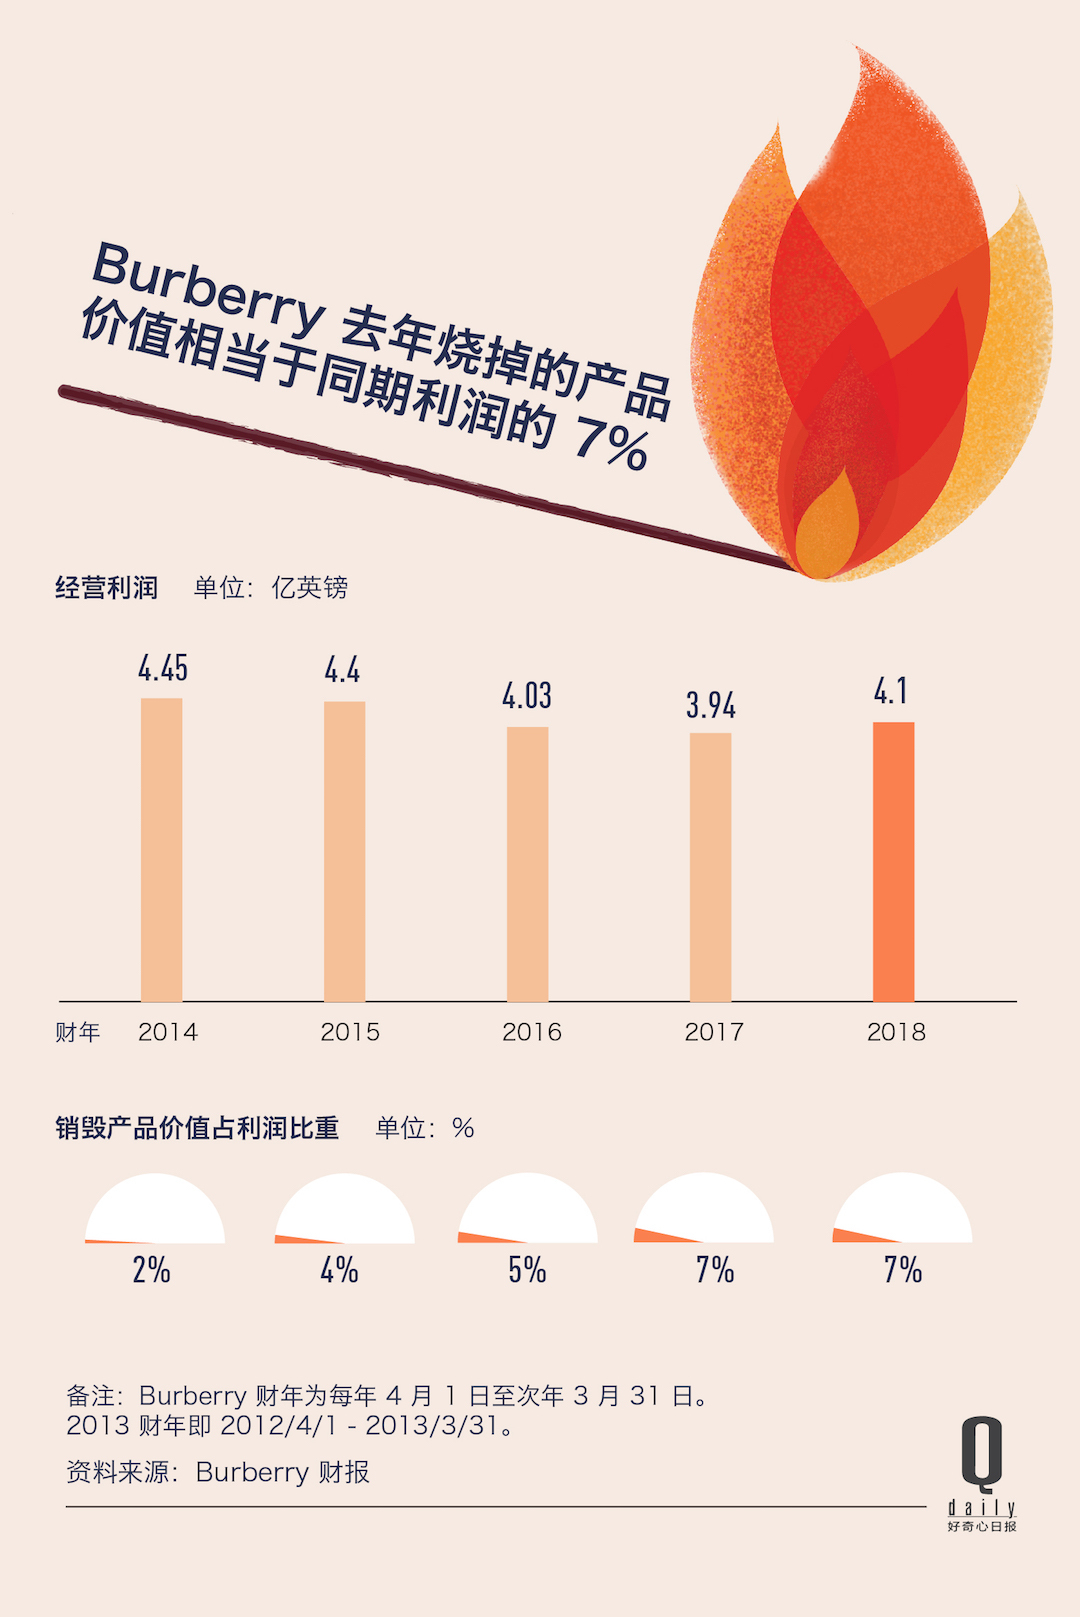 Burberry 去年烧掉的产品
价值相当于同期利润的 7%
经营利润 单位：亿英镑
4.45 4.4 4.03 3.94 4.1
财年 2014 2015 2016 2017 2018
销毁产品价值占利润比重 单位：%
2% 4% 5% 7% 7%
备注：Burberry 财年为每年 4 月 1 日至次年 3 月 31 日。
2013 财年即 2012/4/1 - 2013/3/31。
资料来源：Burberry 财报
Q
daily
好奇心日报